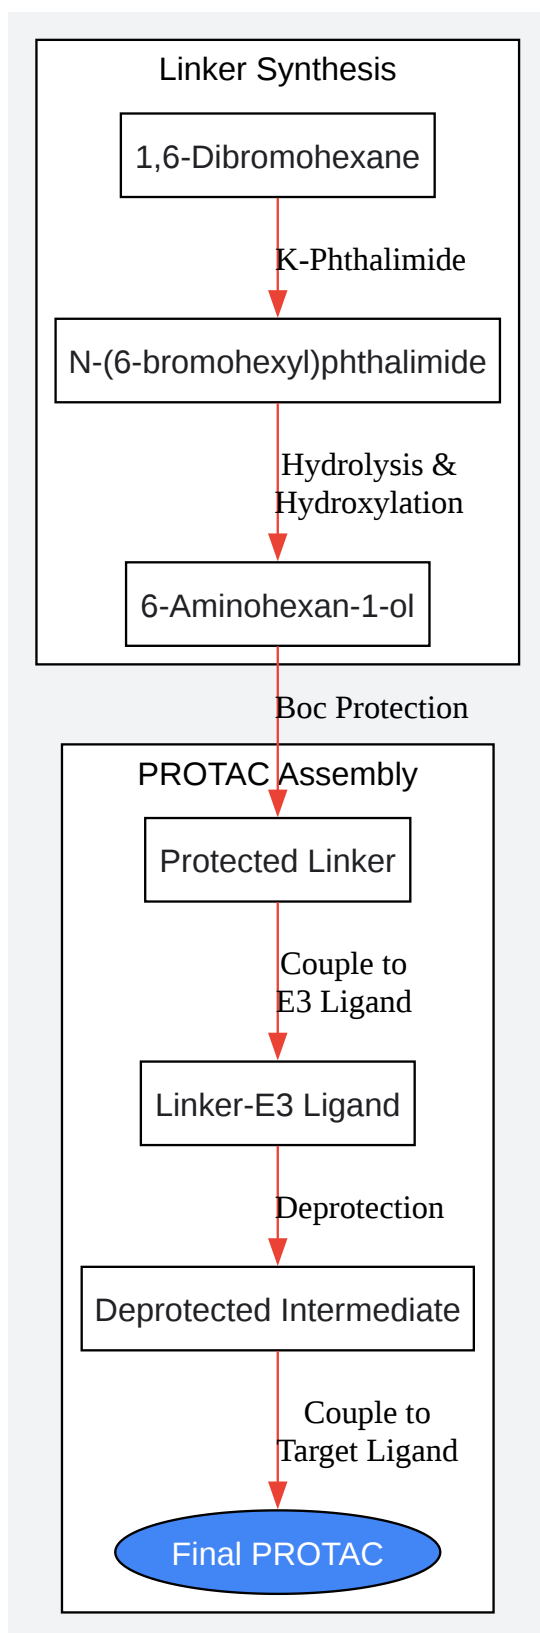 Linker Synthesis
1,6-Dibromohexane
K-Phthalimide
N-(6-bromohexyl)phthalimide
Hydrolysis &
Hydroxylation
6-Aminohexan-1-ol
Boc Protection
PROTAC Assembly
Protected Linker
Couple to
E3 Ligand
Linker-E3 Ligand
Deprotection
Deprotected Intermediate
Couple to
Target Ligand
Final PROTAC